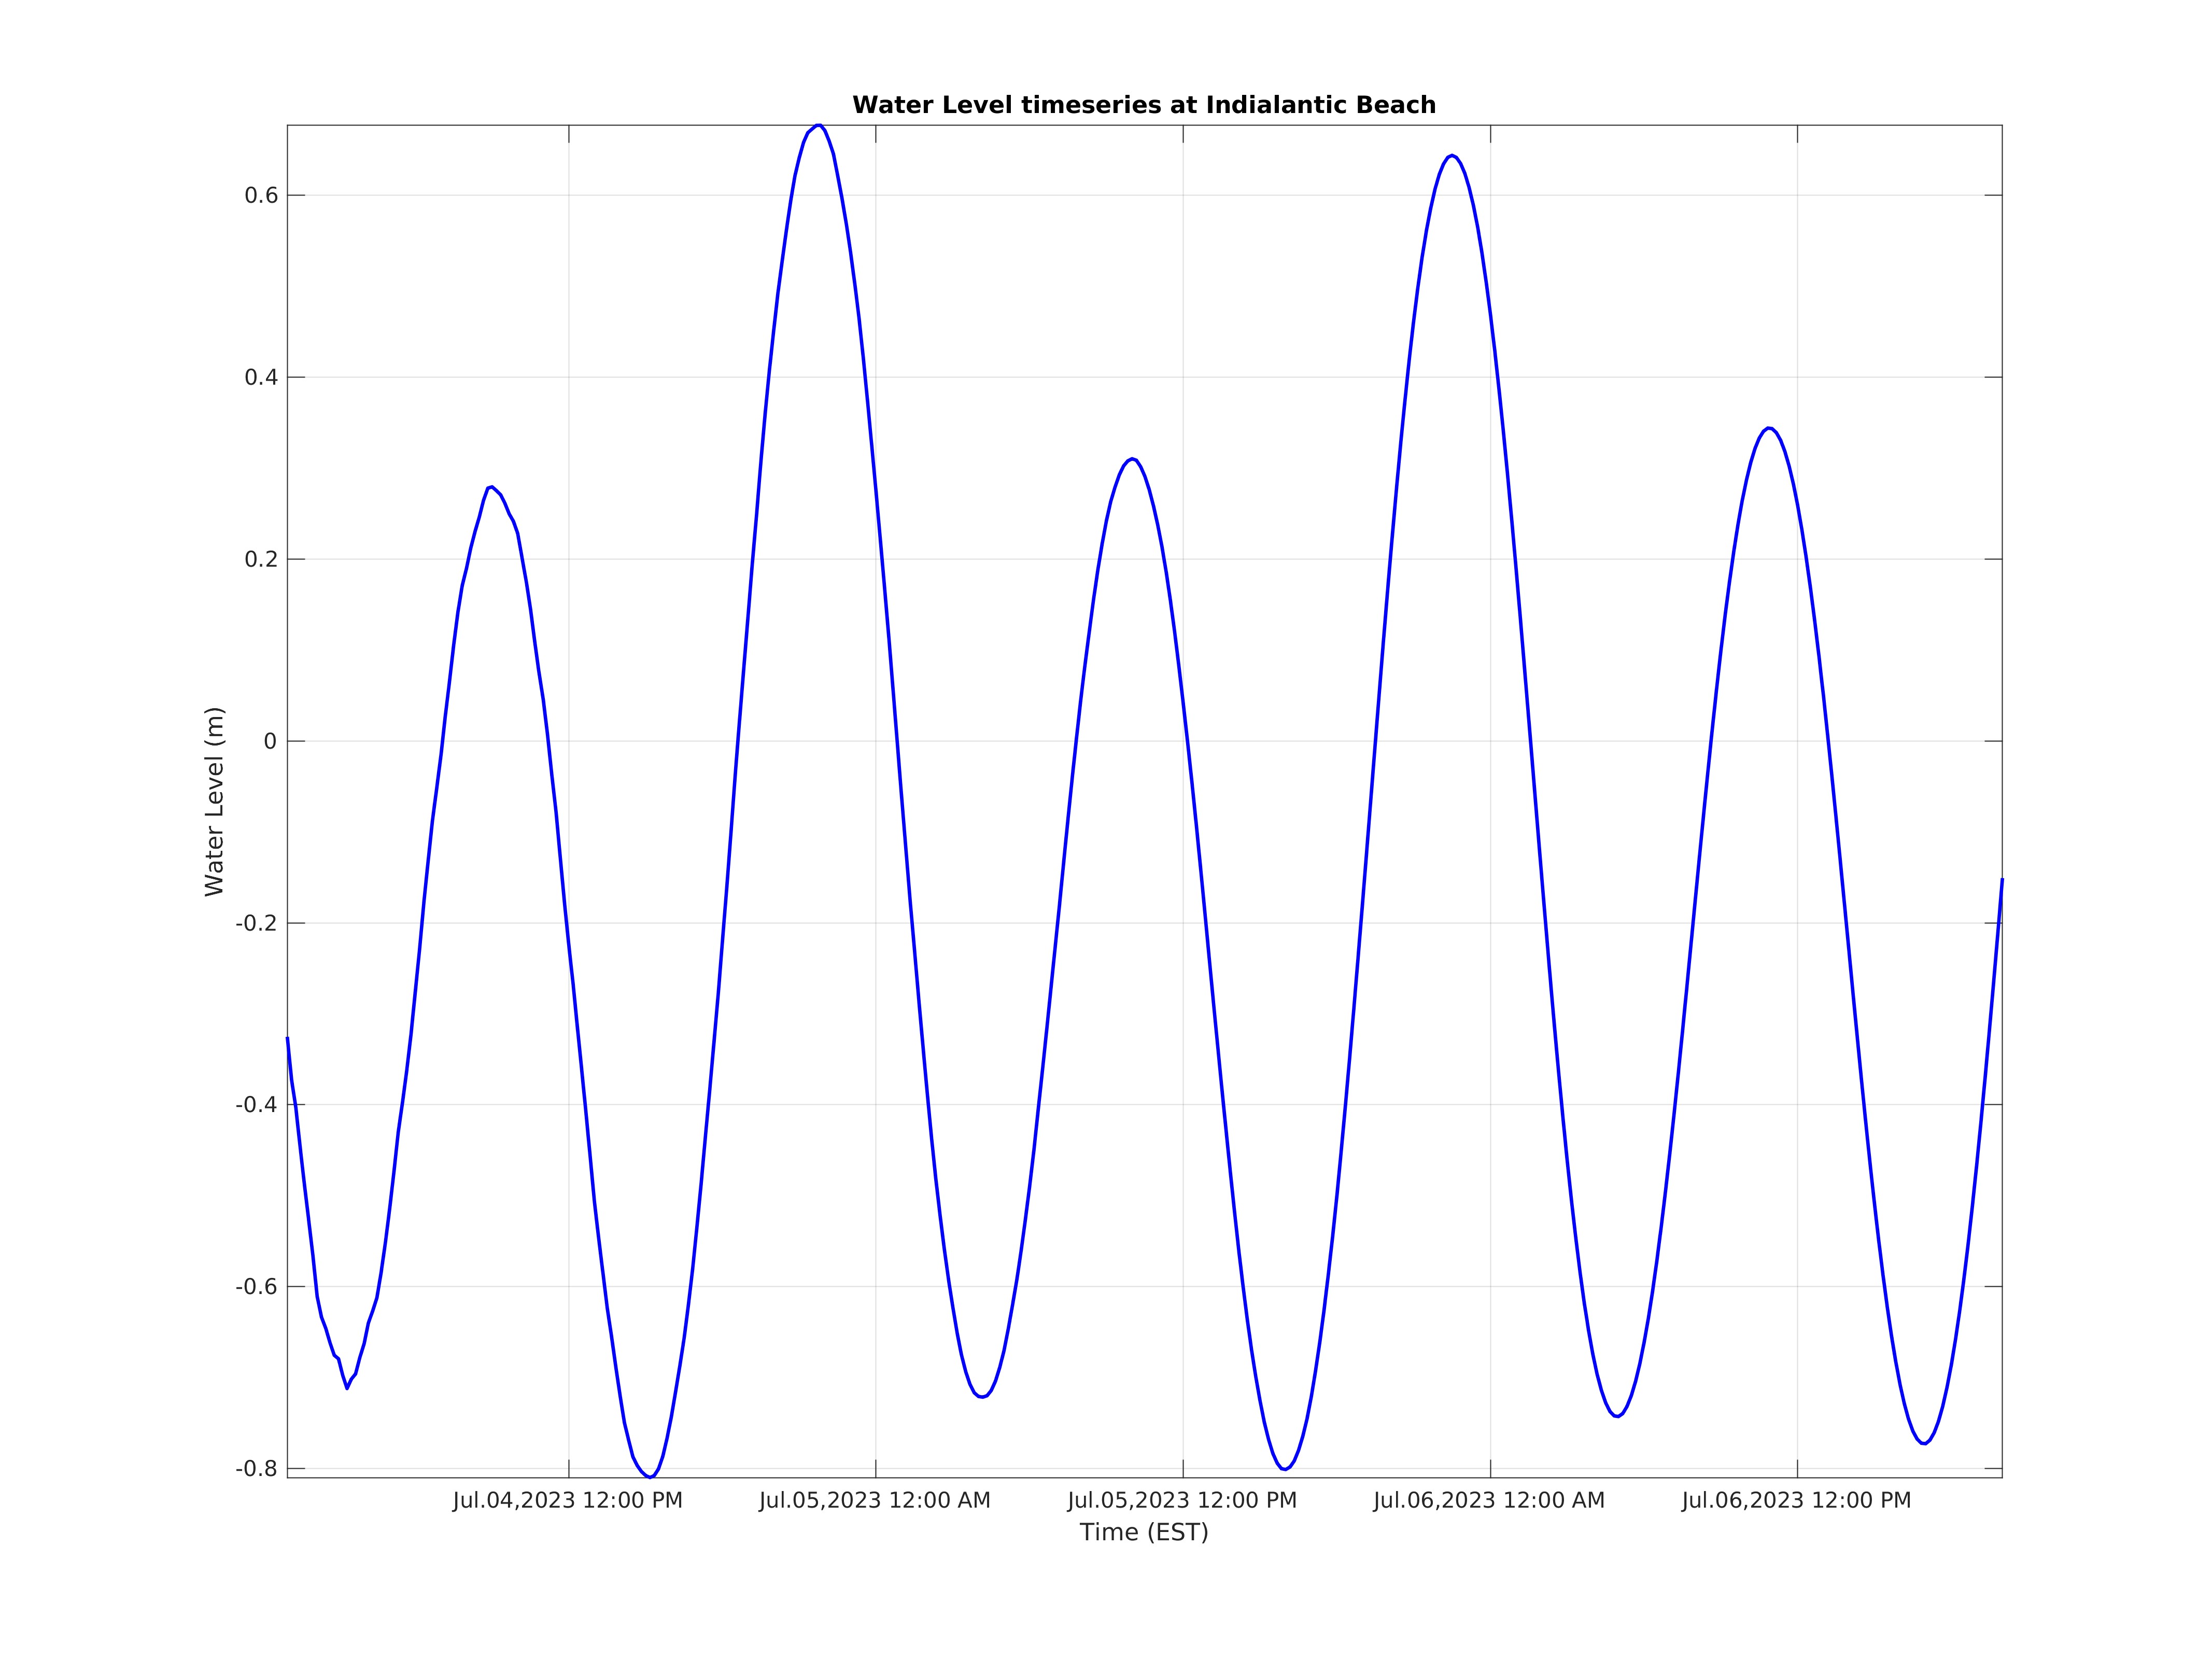 Water Level timeseries at Indialantic Beach
0.6
0.4
0.2
0
-0.2
-0.4
-0.6
-0.8
Water Level (m)
Jul.04,2023 12:00 PM Jul.05,2023 12:00 AM Jul.05,2023 12:00 PM Jul.06,2023 12:00 AM Jul.06,2023 12:00 PM
Time (EST)